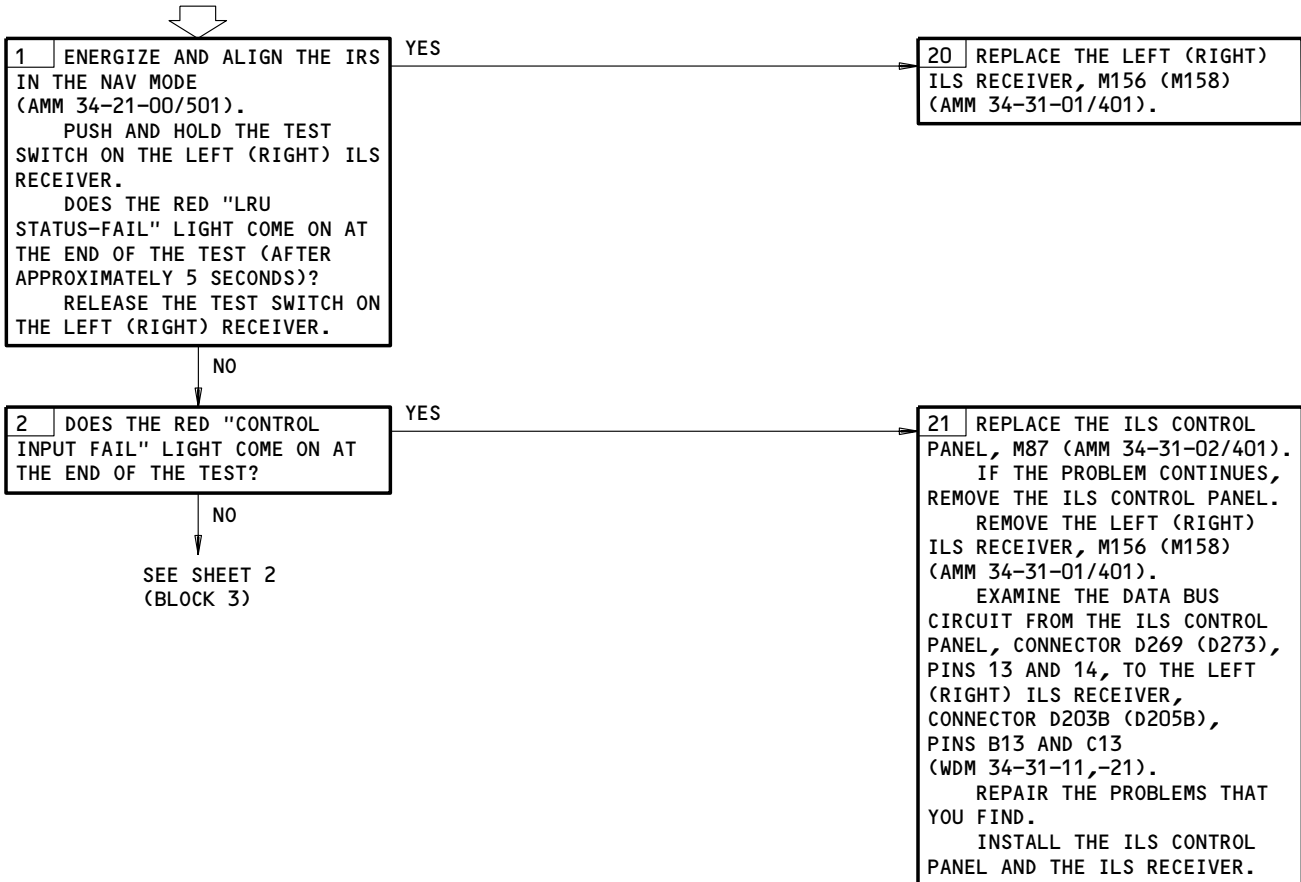 1 ENERGIZE AND ALIGN THE IRS
IN THE NAV MODE
(AMM 34-21-00/501).
PUSH AND HOLD THE TEST
SWITCH ON THE LEFT (RIGHT) ILS
RECEIVER.
DOES THE RED "LRU
STATUS-FAIL" LIGHT COME ON AT
THE END OF THE TEST (AFTER
APPROXIMATELY 5 SECONDS)?
RELEASE THE TEST SWITCH ON
THE LEFT (RIGHT) RECEIVER.
YES
20 REPLACE THE LEFT (RIGHT)
ILS RECEIVER, M156 (M158)
(AMM 34-31-01/401).
NO
2 DOES THE RED "CONTROL
INPUT FAIL" LIGHT COME ON AT
THE END OF THE TEST?
YES
21 REPLACE THE ILS CONTROL
PANEL, M87 (AMM 34-31-02/401).
IF THE PROBLEM CONTINUES,
REMOVE THE ILS CONTROL PANEL.
REMOVE THE LEFT (RIGHT)
ILS RECEIVER, M156 (M158)
(AMM 34-31-01/401).
EXAMINE THE DATA BUS
CIRCUIT FROM THE ILS CONTROL
PANEL, CONNECTOR D269 (D273),
PINS 13 AND 14, TO THE LEFT
(RIGHT) ILS RECEIVER,
CONNECTOR D203B (D205B),
PINS B13 AND C13
(WDM 34-31-11,-21).
REPAIR THE PROBLEMS THAT
YOU FIND.
INSTALL THE ILS CONTROL
PANEL AND THE ILS RECEIVER.
NO
SEE SHEET 2
(BLOCK 3)